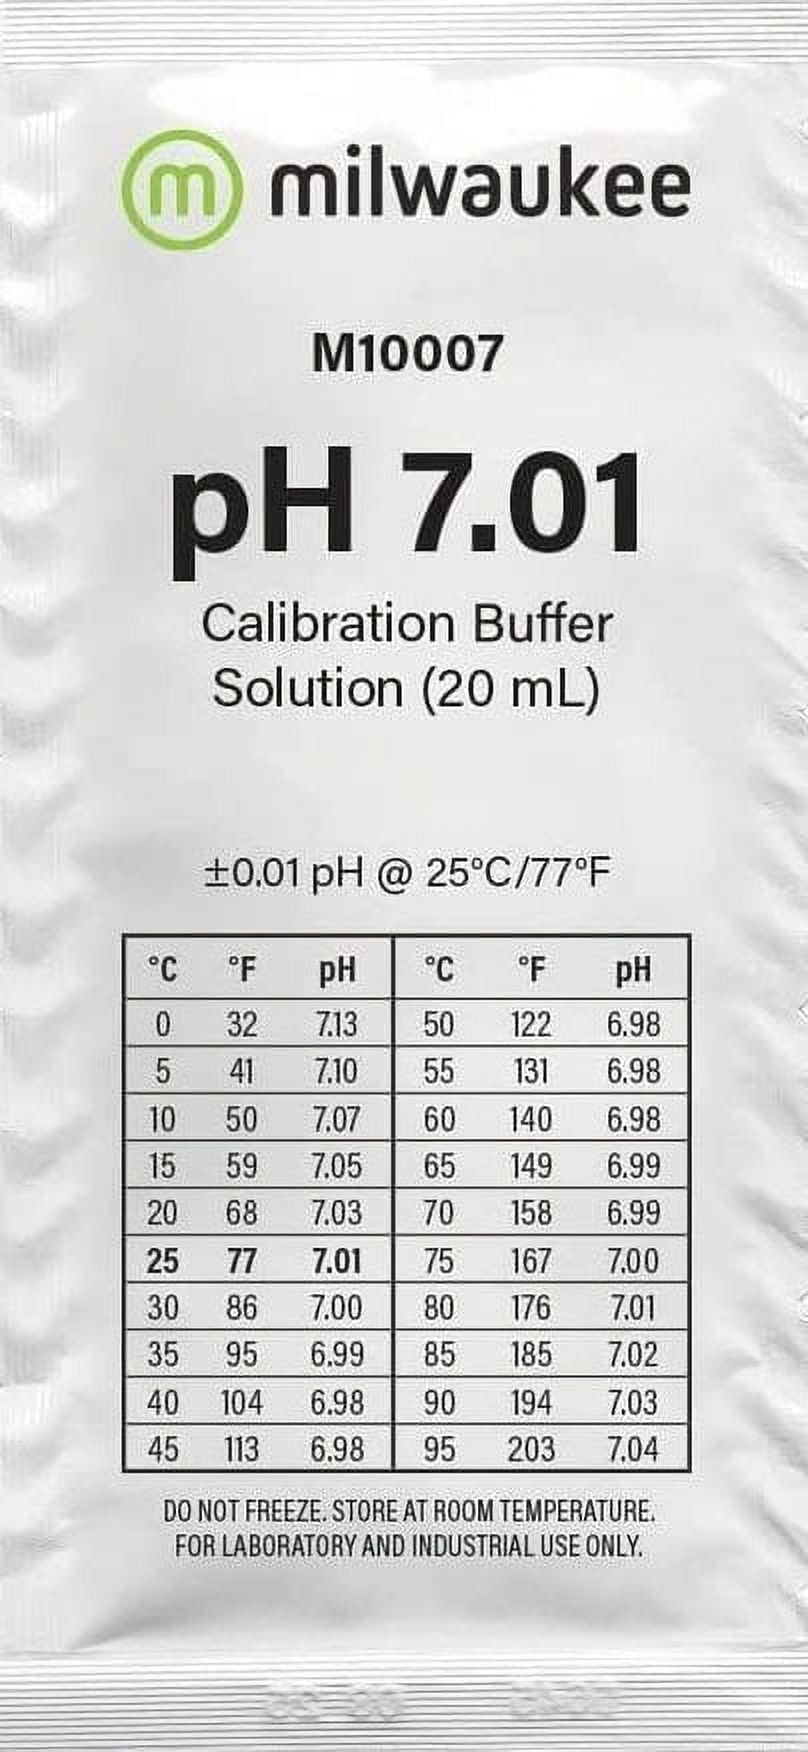 m milwaukee
M10007
pH 7.01
Calibration Buffer
Solution (20 mL)
±0.01 pH @ 25°C/77°F
°C °F pH °C °F pH
0 32 7.13 50 122 6.98
5 41 7.10 55 131 6.98
10 50 7.07 60 140 6.98
15 59 7.05 65 149 6.99
20 68 7.03 70 158 6.99
25 77 7.01 75 167 7.00
30 86 7.00 80 176 7.01
35 95 6.99 85 185 7.02
40 104 6.98 90 194 7.03
45 113 6.98 95 203 7.04
DO NOT FREEZE. STORE AT ROOM TEMPERATURE.
FOR LABORATORY AND INDUSTRIAL USE ONLY.